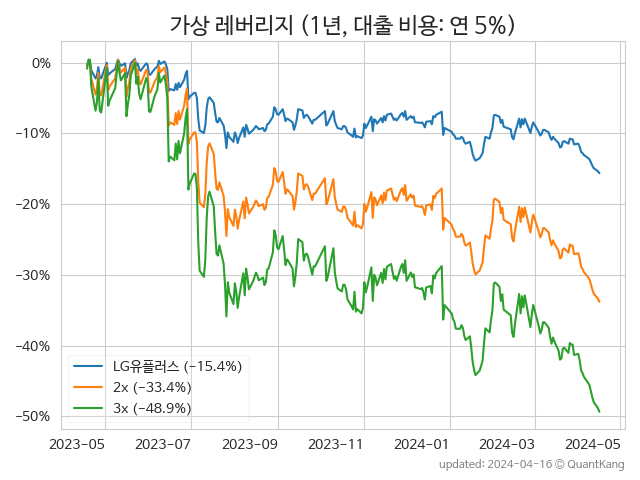 가상 레버리지 (1년, 대출 비용: 연 5%)
0%
−10%
−20%
−30%
−40%
−50%
LG유플러스 (−15.4%)
2x (−33.4%)
3x (−48.9%)
2023-05 2023-07 2023-09 2023-11 2024-01 2024-03 2024-05
updated: 2024-04-16 © QuantKang